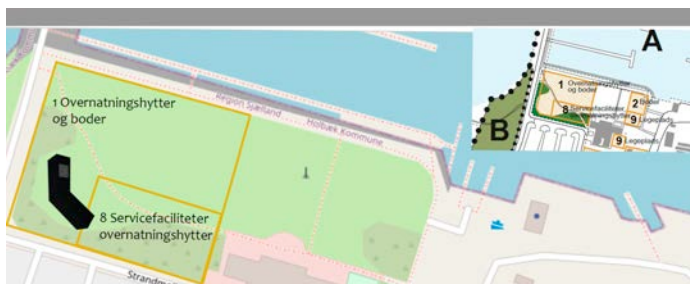 1 Overnatningshytter
og boder
8 Servicefaciliteter
overnatningshytter
Region Sjælland
Holbæk Kommune
A
1 Overnatningshytter
og boder
8 Servicefaciliteter
2 Boder
9 Legeplads
J
9 Legeplads
B